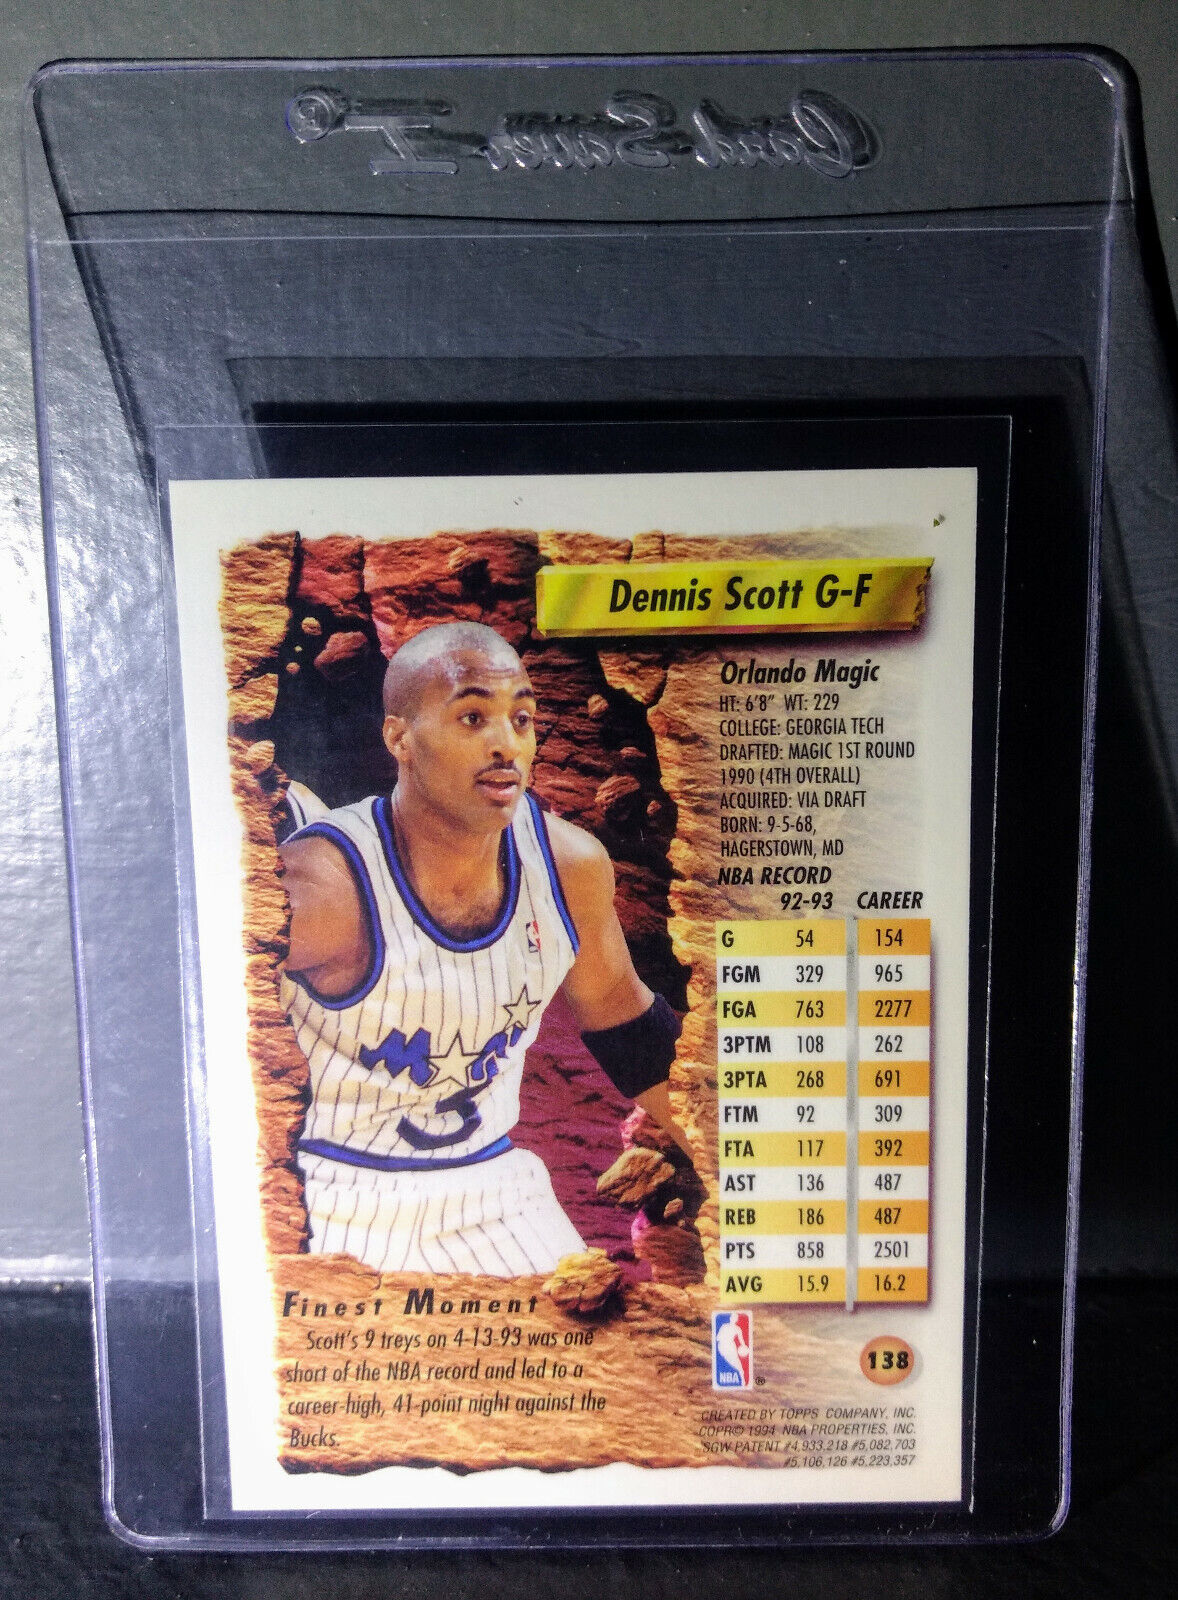 Card Saver I ®
Dennis Scott G-F
Orlando Magic
HT: 6'8" WT: 229
COLLEGE: GEORGIA TECH
DRAFTED: MAGIC 1ST ROUND
1990 (4TH OVERALL)
ACQUIRED: VIA DRAFT
BORN: 9-5-68,
HAGERSTOWN, MD
NBA RECORD
92-93 CAREER
G 54 154
FGM 329 965
FGA 763 2277
3PTM 108 262
3PTA 268 691
FTM 92 309
FTA 117 392
AST 136 487
REB 186 487
PTS 858 2501
AVG 15.9 16.2
MAGIC
3
Finest Moment
Scott's 9 treys on 4-13-93 was one
short of the NBA record and led to a
career-high, 41-point night against the
Bucks.
NBA ®
138
CREATED BY TOPPS COMPANY, INC.
COPR© 1994 NBA PROPERTIES, INC.
SGW PATENT #4,933,218 #5,082,703
#5,106,126 #5,223,357